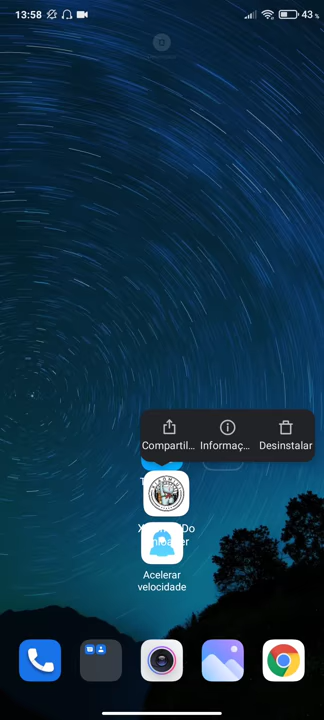 13:58
43%
Compartil...
Informaç...
Desinstalar
Acelerar
velocidade